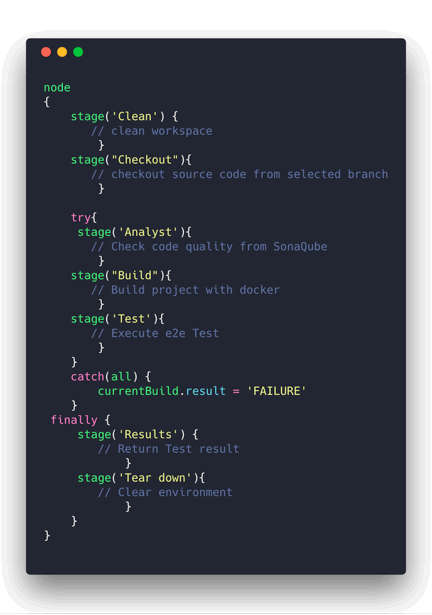 node
{
    stage('Clean') {
       // clean workspace
        }
    stage("Checkout"){
       // checkout source code from selected branch
        }

    try{
     stage('Analyst'){
       // Check code quality from SonaQube
        }
    stage("Build"){
       // Build project with docker
        }
    stage('Test'){
       // Execute e2e Test
        }
    }
    catch(all) {
        currentBuild.result = 'FAILURE'
    }
 finally {
     stage('Results') {
        // Return Test result
            }
     stage('Tear down'){
        // Clear environment
            }
    }
}